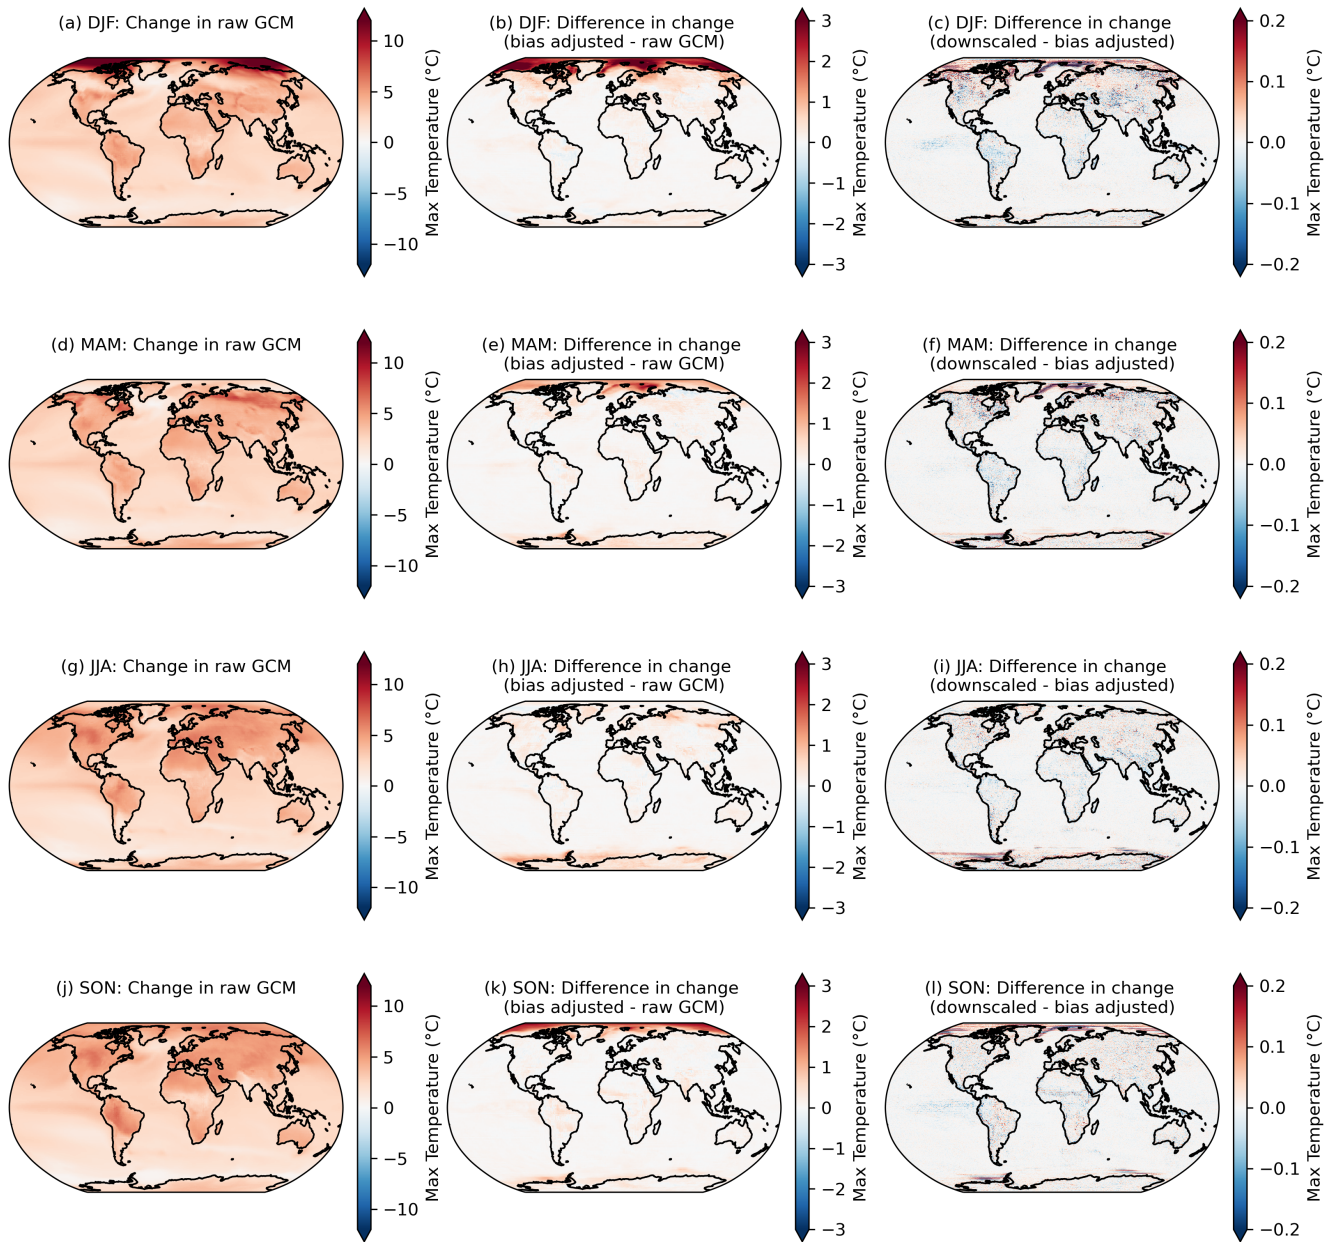 (a) DJF: Change in raw GCM
10
5
0
−5
−10
Max Temperature (°C)
(b) DJF: Difference in change
(bias adjusted - raw GCM)
3
2
1
0
−1
−2
−3
Max Temperature (°C)
(c) DJF: Difference in change
(downscaled - bias adjusted)
0.2
0.1
0.0
−0.1
−0.2
Max Temperature (°C)
(d) MAM: Change in raw GCM
10
5
0
−5
−10
Max Temperature (°C)
(e) MAM: Difference in change
(bias adjusted - raw GCM)
3
2
1
0
−1
−2
−3
Max Temperature (°C)
(f) MAM: Difference in change
(downscaled - bias adjusted)
0.2
0.1
0.0
−0.1
−0.2
Max Temperature (°C)
(g) JJA: Change in raw GCM
10
5
0
−5
−10
Max Temperature (°C)
(h) JJA: Difference in change
(bias adjusted - raw GCM)
3
2
1
0
−1
−2
−3
Max Temperature (°C)
(i) JJA: Difference in change
(downscaled - bias adjusted)
0.2
0.1
0.0
−0.1
−0.2
Max Temperature (°C)
(j) SON: Change in raw GCM
10
5
0
−5
−10
Max Temperature (°C)
(k) SON: Difference in change
(bias adjusted - raw GCM)
3
2
1
0
−1
−2
−3
Max Temperature (°C)
(l) SON: Difference in change
(downscaled - bias adjusted)
0.2
0.1
0.0
−0.1
−0.2
Max Temperature (°C)